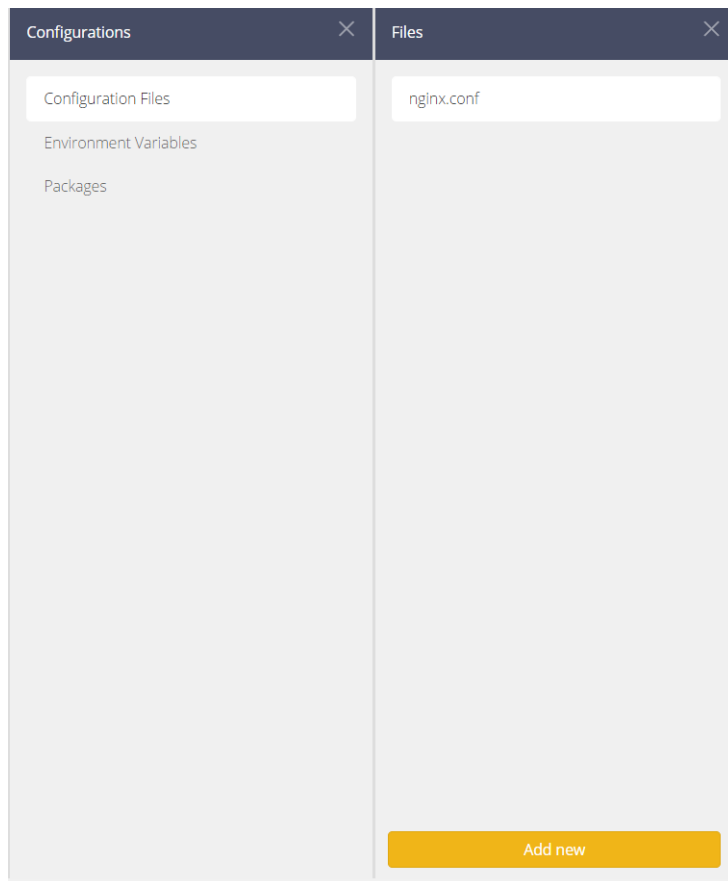 Configurations
Configuration Files
Environment Variables
Packages
Files
nginx.conf
Add new